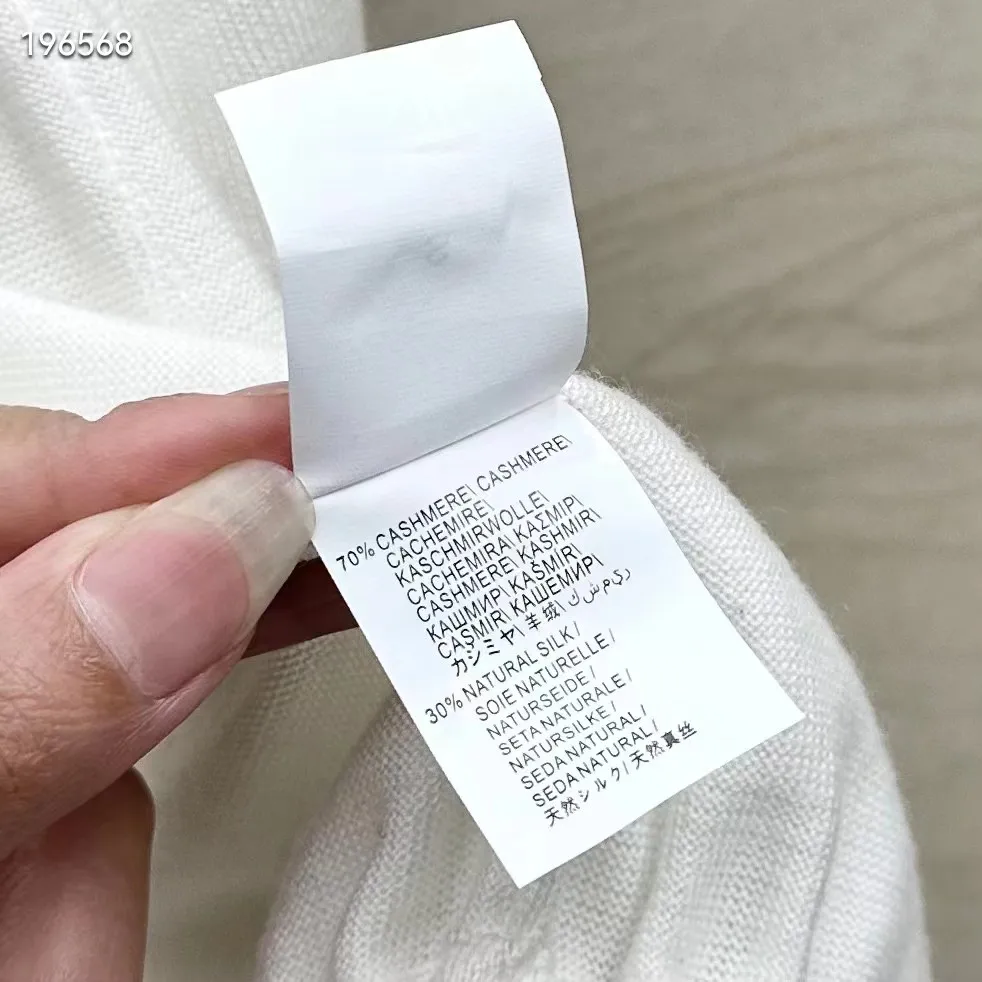 196568
70% CASHMERE\ CASHMERE\
CACHEMIRE\
KASCHMIRWOLLE\
CACHEMIRA\ ΚΑΣΜΙΡ\
CASHMERE\ KASHMIR\
КАШМИР\ KAŠMIR\
CAŞMIR\ КАШЕМИР\
カシミヤ\ 羊绒\ ك ش م ي ر
30% NATURAL SILK/
SOIE NATURELLE/
NATURSEIDE/
SETA NATURALE/
NATURSILKE/
SEDA NATURAL/
SEDA NATURAL/
天然シルク/ 天然真丝